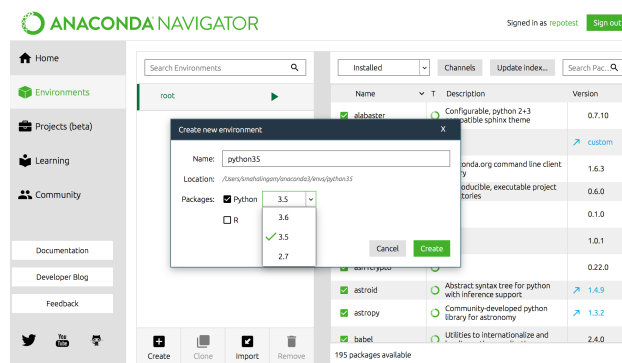 ANACONDA NAVIGATOR
Signed in as repotest
Sign out
Home
Environments
Projects (beta)
Learning
Community
Documentation
Developer Blog
Feedback
You
Tube
Search Environments
root
Create
Clone
Import
Remove
Installed
Channels
Update index...
Search Pac...
Name
T
Description
Version
alabaster
Configurable, python 2+3
compatible sphinx theme
0.7.10
custom
onda.org command line client
ry
1.6.3
oducible, executable project
ctories
0.6.0
0.1.0
1.0.1
asn1crypto
0.22.0
astroid
Abstract syntax tree for python
with inference support
1.4.9
astropy
Community-developed python
library for astronomy
1.3.2
babel
Utilities to internationalize and
2.4.0
195 packages available
Create new environment
X
Name:
python35
Location:
/Users/smahalingam/anaconda3/envs/python35
Packages:
Python
3.5
R
3.6
3.5
2.7
Cancel
Create